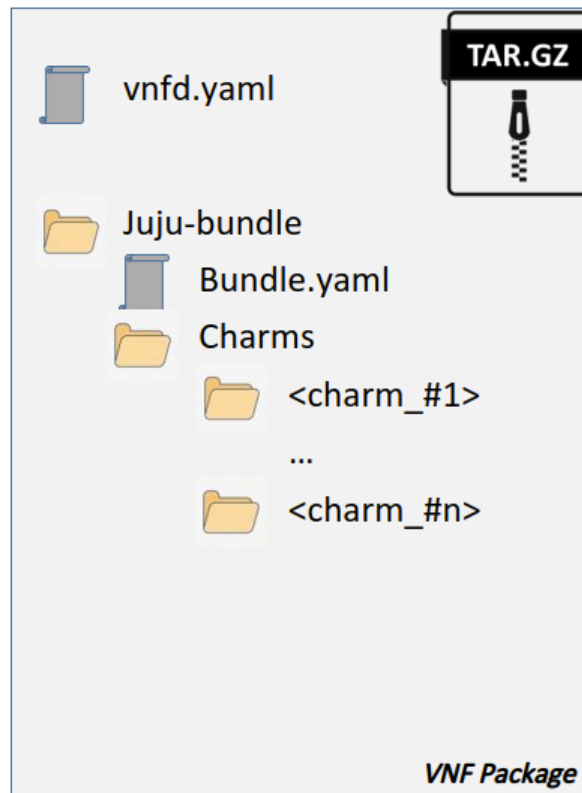 TAR.GZ
vnfd.yaml
Juju-bundle
Bundle.yaml
Charms
<charm_#1>
...
<charm_#n>
VNF Package